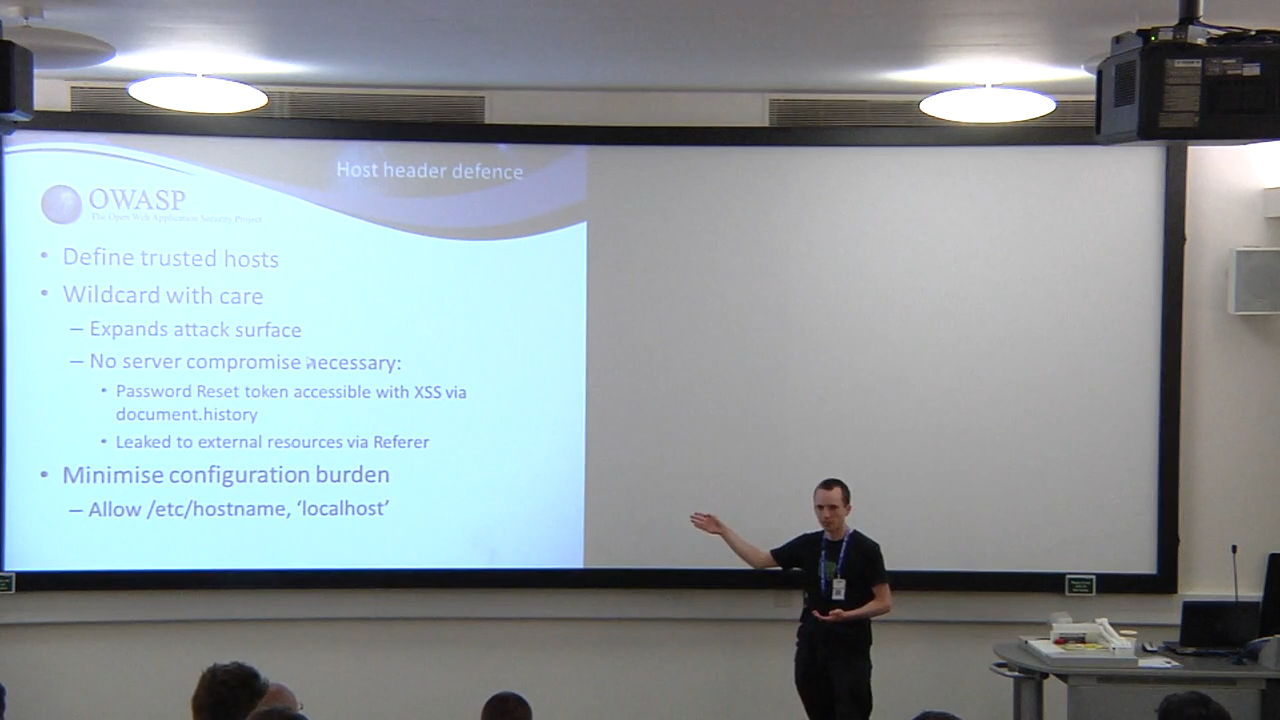 Host header defence
OWASP
The Open Web Application Security Project
• Define trusted hosts
• Wildcard with care
– Expands attack surface
– No server compromise necessary:
• Password Reset token accessible with XSS via
document.history
• Leaked to external resources via Referer
• Minimise configuration burden
– Allow /etc/hostname, ‘localhost’